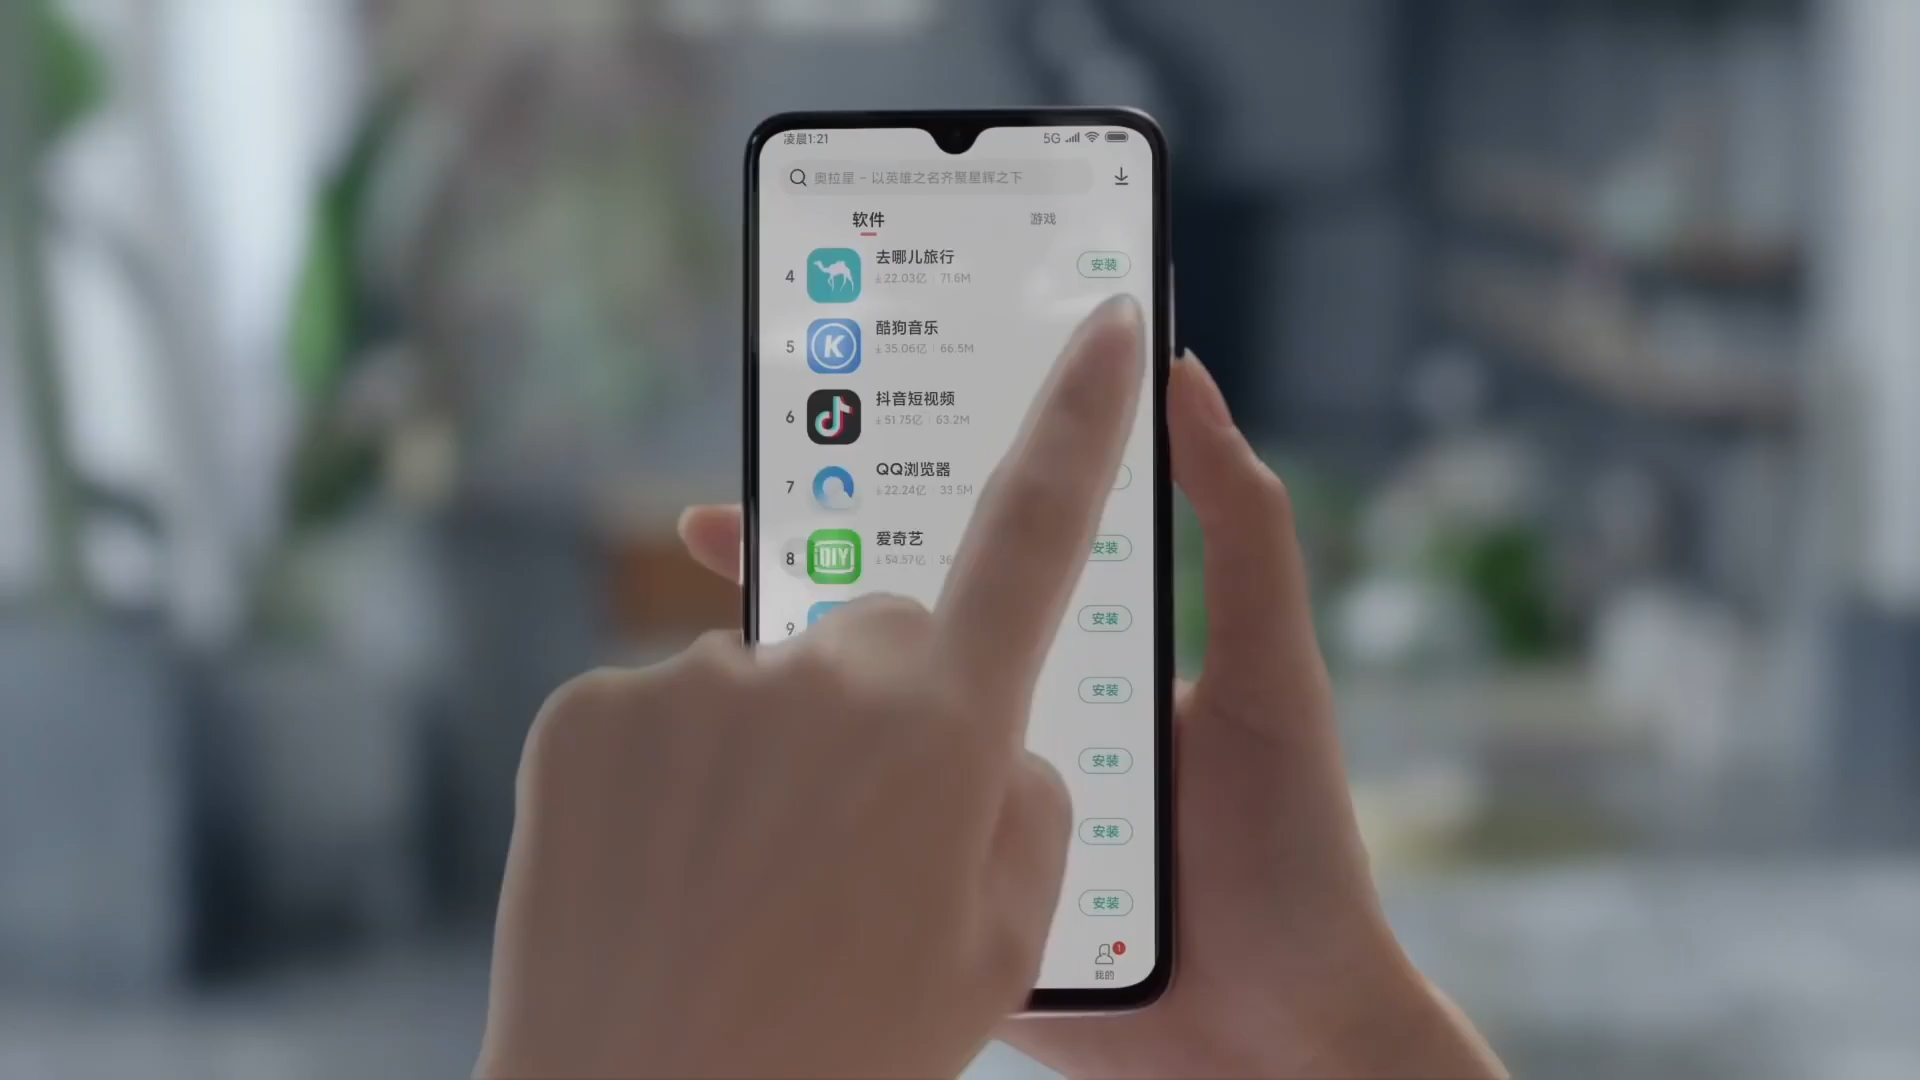 凌晨1:21
5G
奥拉星 - 以英雄之名齐聚星辉之下
软件
游戏
4
去哪儿旅行
22.03亿 | 71.6M
安装
5
K
酷狗音乐
35.06亿 | 66.5M
6
抖音短视频
51.75亿 | 63.2M
7
QQ浏览器
22.24亿 | 33.5M
8
iQIYI
爱奇艺
54.57亿 | 36
安装
9
安装
安装
安装
安装
安装
1
我的